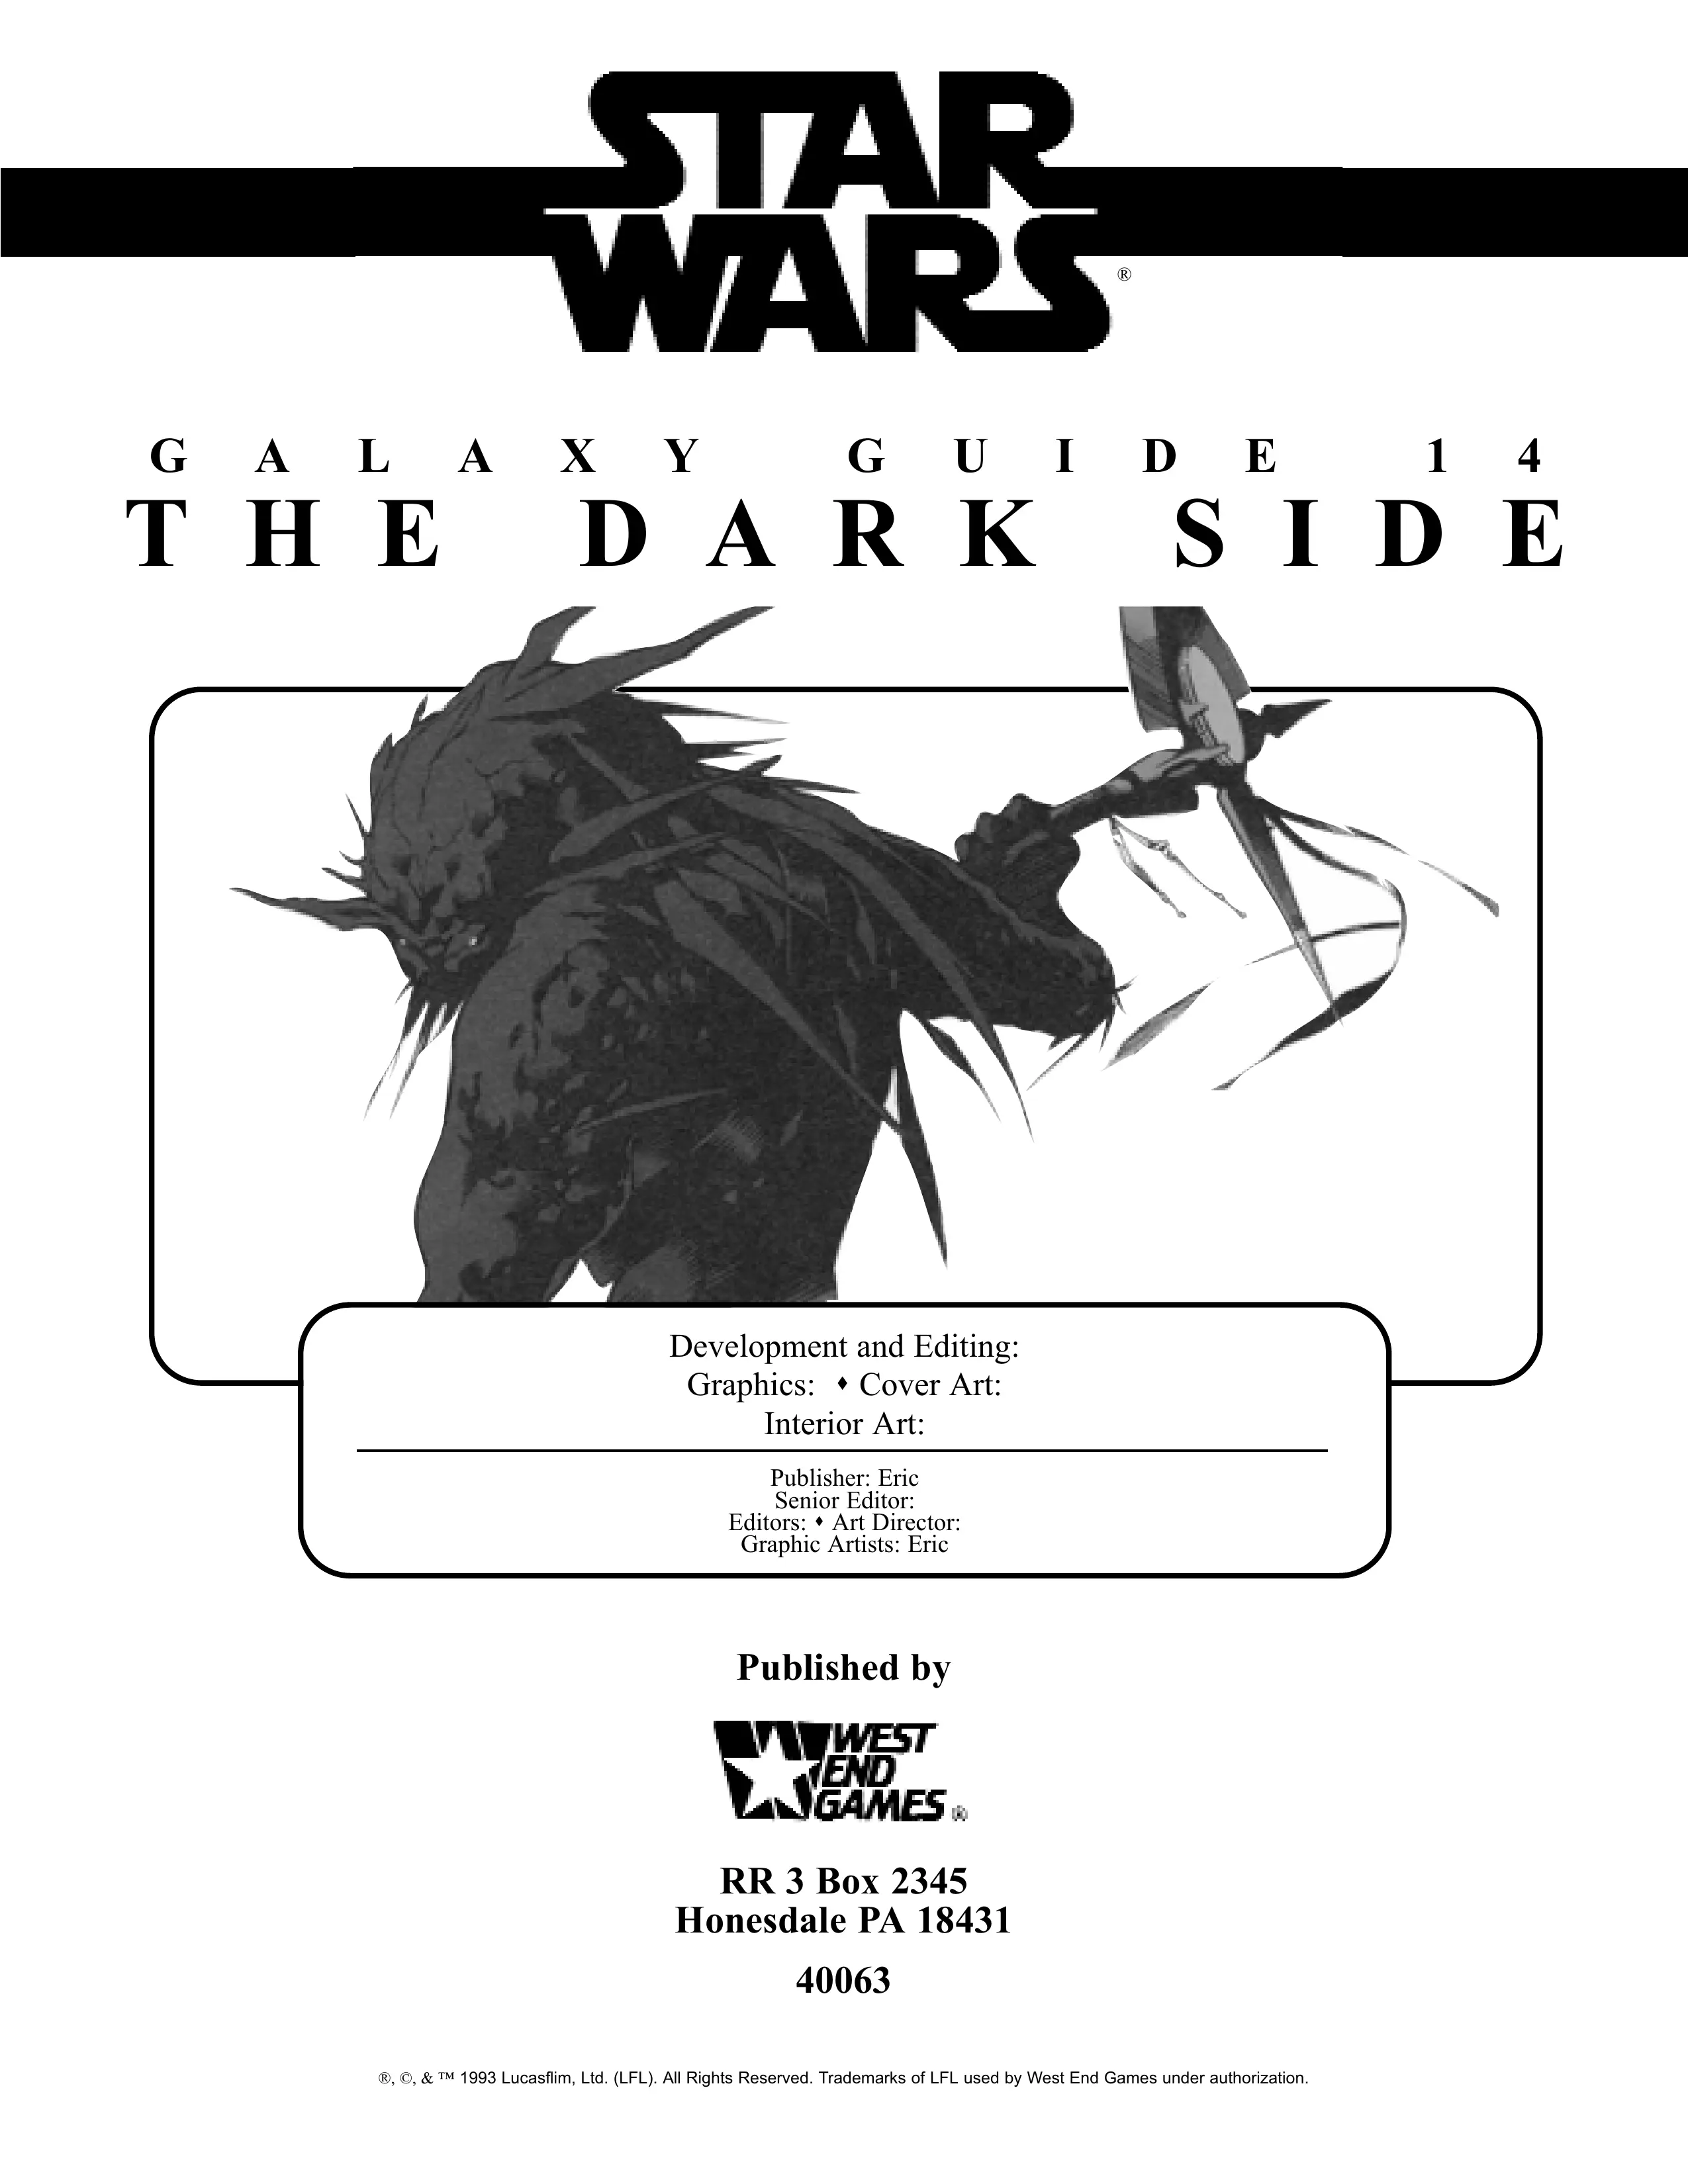 STAR
WARS®
GALAXY GUIDE 14
THE DARK SIDE
Development and Editing:
Graphics: ♦ Cover Art:
Interior Art:
Publisher: Eric
Senior Editor:
Editors: ♦ Art Director:
Graphic Artists: Eric
Published by
WEST
END
GAMES ®
RR 3 Box 2345
Honesdale PA 18431
40063
®, ©, & ™ 1993 Lucasflim, Ltd. (LFL). All Rights Reserved. Trademarks of LFL used by West End Games under authorization.